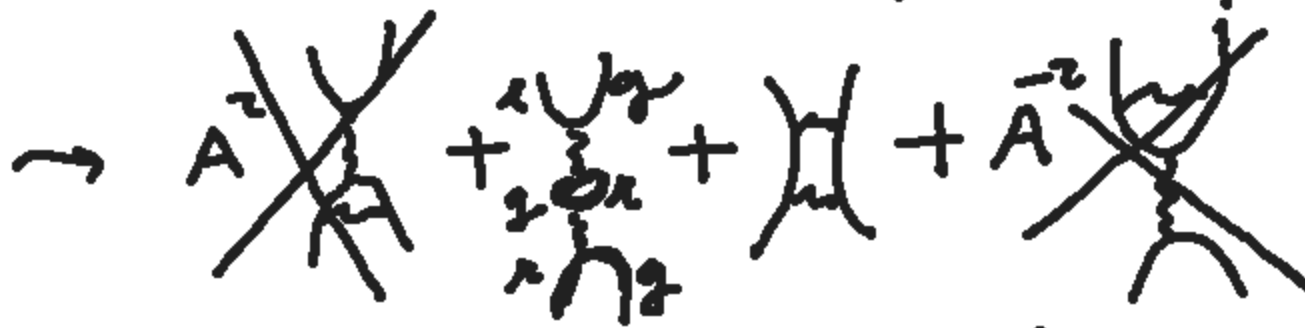 → A² + r g g r r g + + A⁻²